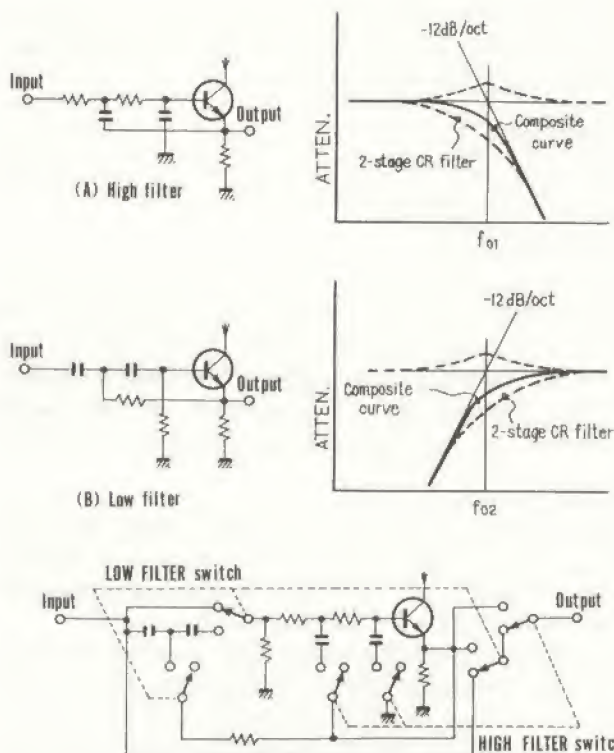 Input
Output
(A) High filter
ATTEN.
-12dB/oct
Composite
curve
2-stage CR filter
f01
Input
Output
(B) Low filter
ATTEN.
-12dB/oct
Composite
curve
2-stage CR filter
f02
LOW FILTER switch
Input
Output
HIGH FILTER switc